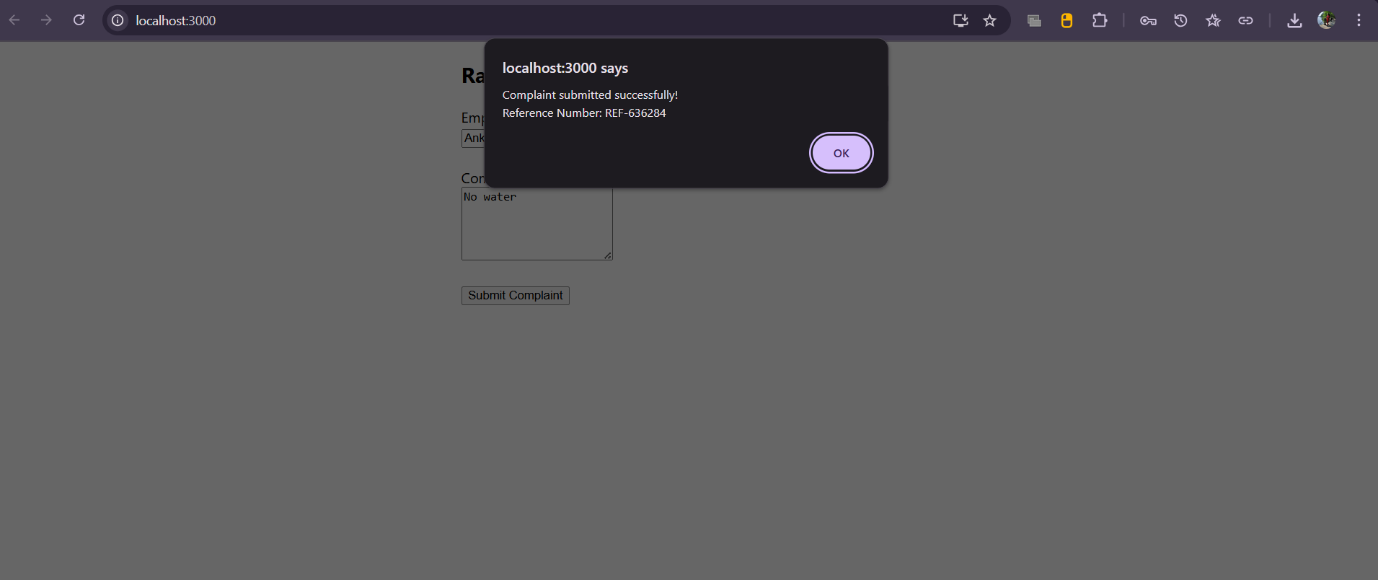 localhost:3000
localhost:3000 says
Complaint submitted successfully!
Reference Number: REF-636284
OK
No water
Submit Complaint